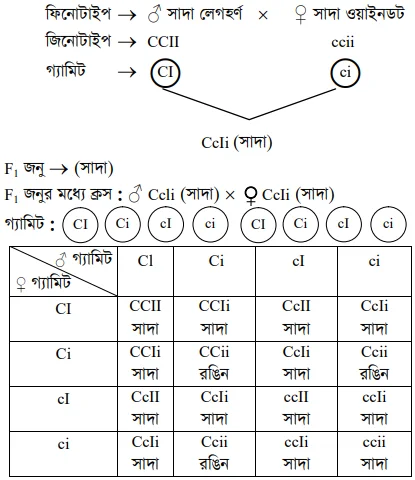 ফিনোটাইপ → ♂ সাদা লেগহর্ণ × ♀ সাদা ওয়াইনডট
জিনোটাইপ → CCII ccii
গ্যামিট → CI ci
CcIi (সাদা)
F₁ জনু → (সাদা)
F₁ জনুর মধ্যে ক্রস : ♂ Ccli (সাদা) × ♀ CcIi (সাদা)
গ্যামিট : CI Ci cI ci CI Ci cI ci
♂ গ্যামিট Cl Ci cI ci
♀ গ্যামিট
CI CCII CCIi CcII CcIi
সাদা সাদা সাদা সাদা
Ci CCIi CCii CcIi Ccii
সাদা রঙিন সাদা রঙিন
cI CcII CcIi ccII ccIi
সাদা সাদা সাদা সাদা
ci CcIi Ccii ccIi ccii
সাদা রঙিন সাদা সাদা